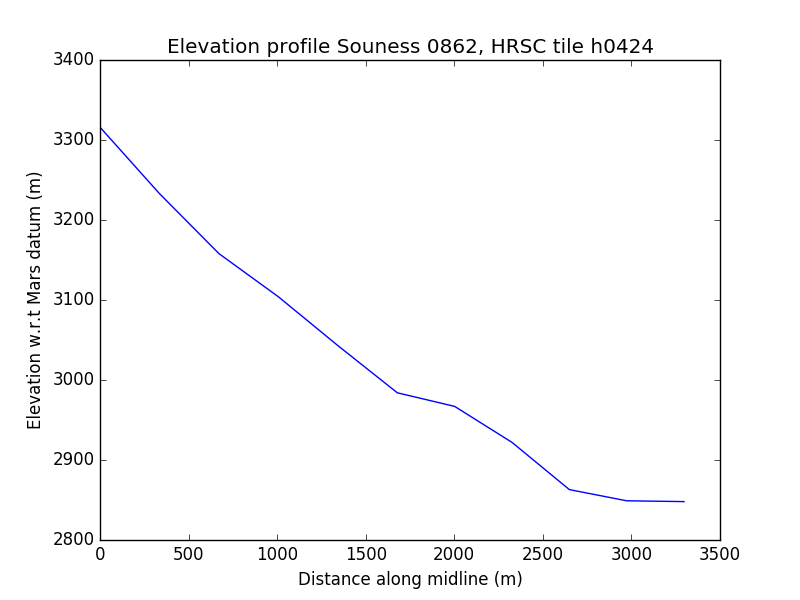 Elevation profile Souness 0862, HRSC tile h0424
3400
3300
3200
3100
3000
2900
2800
Elevation w.r.t Mars datum (m)
0 500 1000 1500 2000 2500 3000 3500
Distance along midline (m)